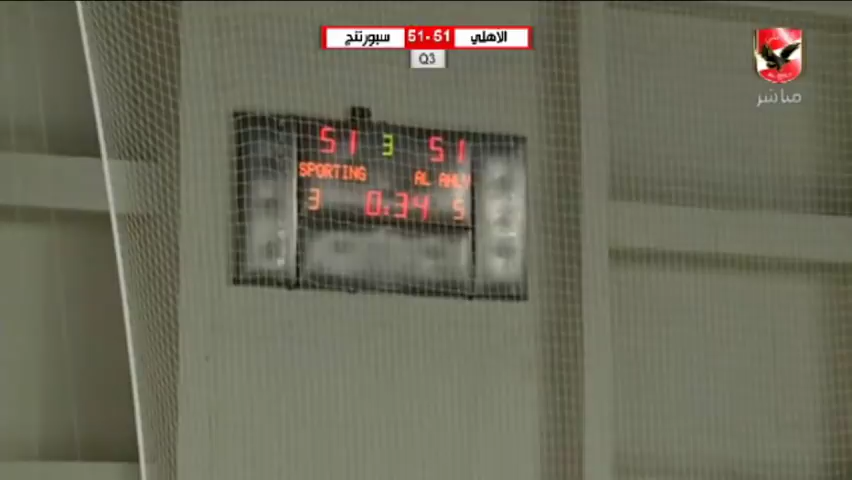 سبورتنج 51-51 الاهلي
Q3
مباشر
51 3 51
SPORTING AL AHLY
3 0:34 5